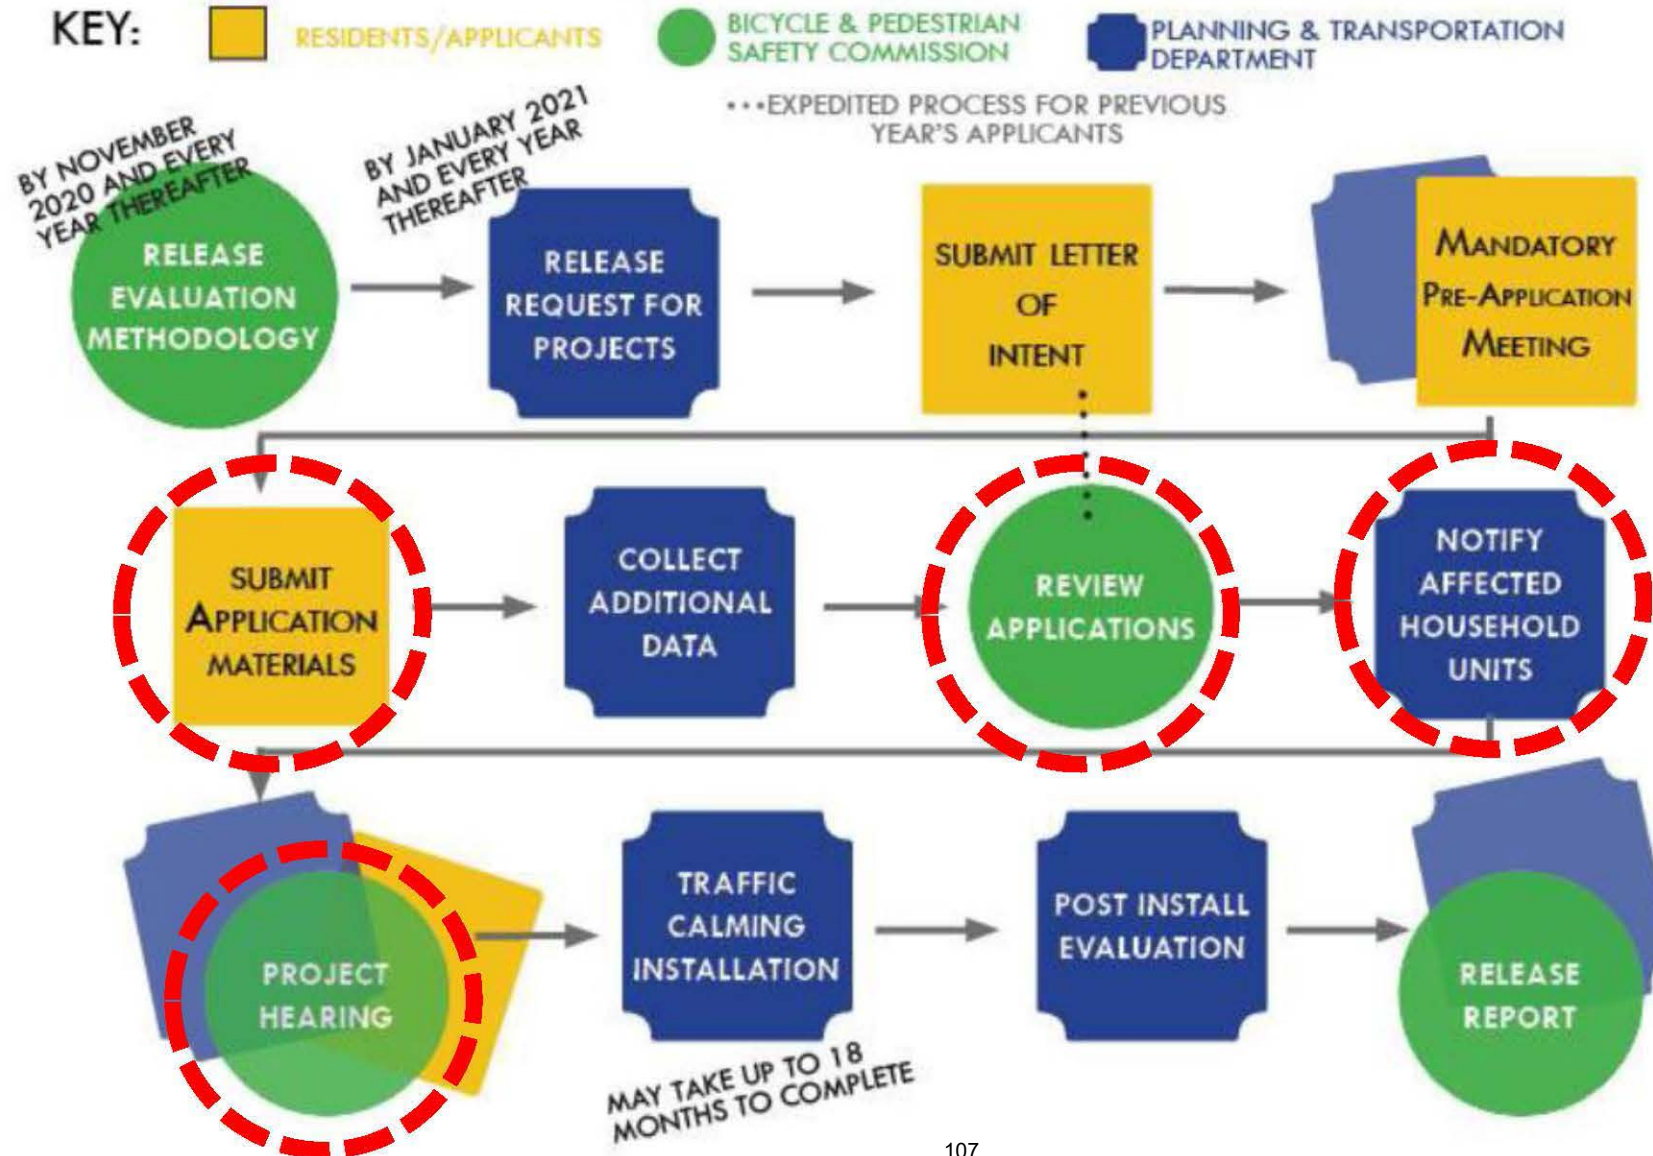 KEY:
RESIDENTS/APPLICANTS
BICYCLE & PEDESTRIAN
SAFETY COMMISSION
PLANNING & TRANSPORTATION
DEPARTMENT
•••EXPEDITED PROCESS FOR PREVIOUS
YEAR'S APPLICANTS
BY NOVEMBER
2020 AND EVERY
YEAR THEREAFTER
BY JANUARY 2021
AND EVERY YEAR
THEREAFTER
RELEASE
EVALUATION
METHODOLOGY
RELEASE
REQUEST FOR
PROJECTS
SUBMIT LETTER
OF
INTENT
MANDATORY
PRE-APPLICATION
MEETING
SUBMIT
APPLICATION
MATERIALS
COLLECT
ADDITIONAL
DATA
REVIEW
APPLICATIONS
NOTIFY
AFFECTED
HOUSEHOLD
UNITS
PROJECT
HEARING
TRAFFIC
CALMING
INSTALLATION
MAY TAKE UP TO 18
MONTHS TO COMPLETE
POST INSTALL
EVALUATION
RELEASE
REPORT
107